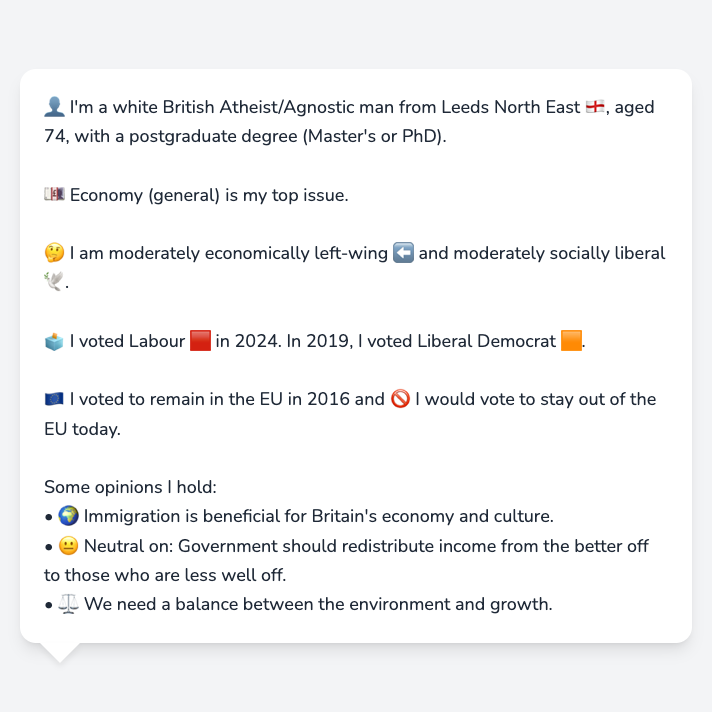 👤 I'm a white British Atheist/Agnostic man from Leeds North East 🏴󠁧󠁢󠁥󠁮󠁧󠁿, aged
74, with a postgraduate degree (Master's or PhD).
💷 Economy (general) is my top issue.
🤔 I am moderately economically left-wing ⬅️ and moderately socially liberal
🕊️.
🗳️ I voted Labour 🟥 in 2024. In 2019, I voted Liberal Democrat 🟧.
🇪🇺 I voted to remain in the EU in 2016 and 🚫 I would vote to stay out of the
EU today.
Some opinions I hold:
• 🌍 Immigration is beneficial for Britain's economy and culture.
• 😐 Neutral on: Government should redistribute income from the better off
to those who are less well off.
• ⚖️ We need a balance between the environment and growth.